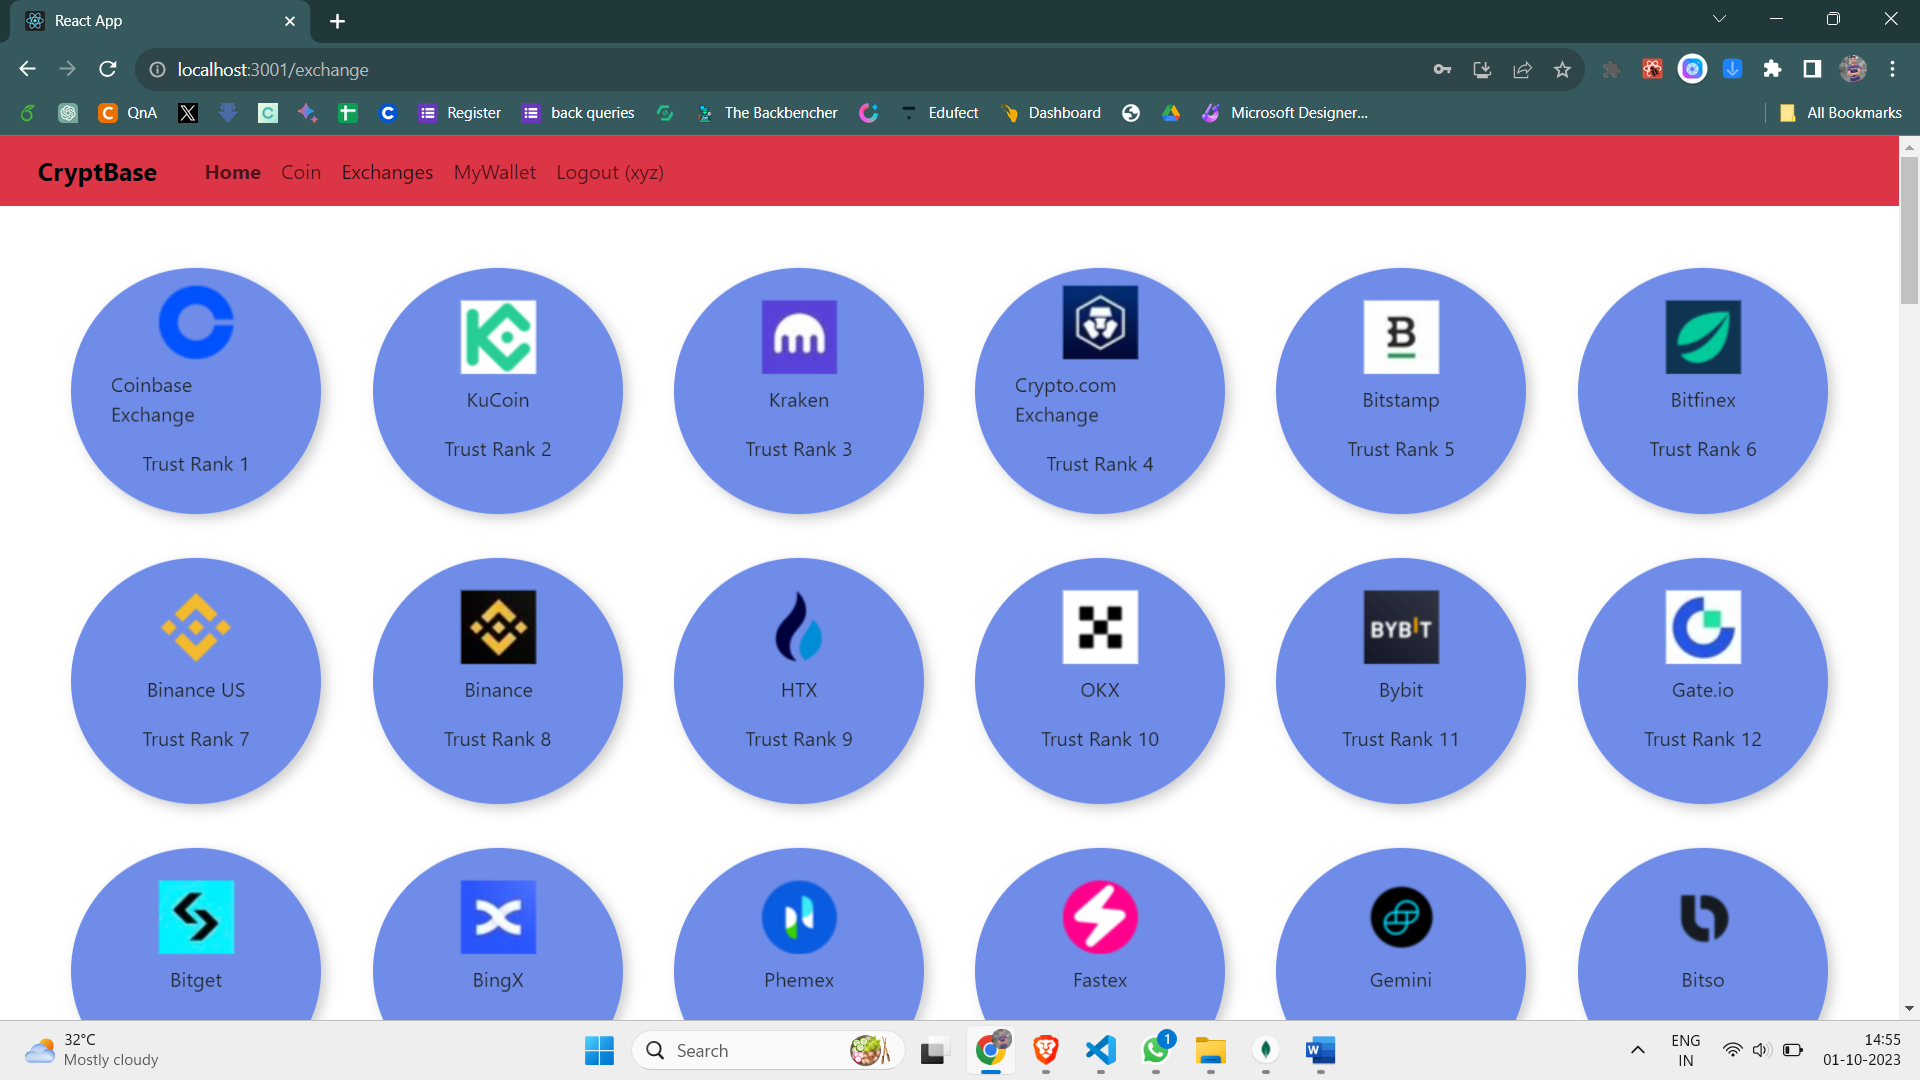 React App
localhost:3001/exchange
QnA
Register
back queries
The Backbencher
Edufect
Dashboard
Microsoft Designer...
All Bookmarks
CryptBase
Home
Coin
Exchanges
MyWallet
Logout (xyz)
Coinbase
Exchange
Trust Rank 1
KuCoin
Trust Rank 2
Kraken
Trust Rank 3
Crypto.com
Exchange
Trust Rank 4
B
Bitstamp
Trust Rank 5
Bitfinex
Trust Rank 6
Binance US
Trust Rank 7
Binance
Trust Rank 8
HTX
Trust Rank 9
OKX
Trust Rank 10
BYBIT
Bybit
Trust Rank 11
Gate.io
Trust Rank 12
Bitget
BingX
Phemex
Fastex
Gemini
Bitso
32°C
Mostly cloudy
Search
1
W
ENG
IN
14:55
01-10-2023